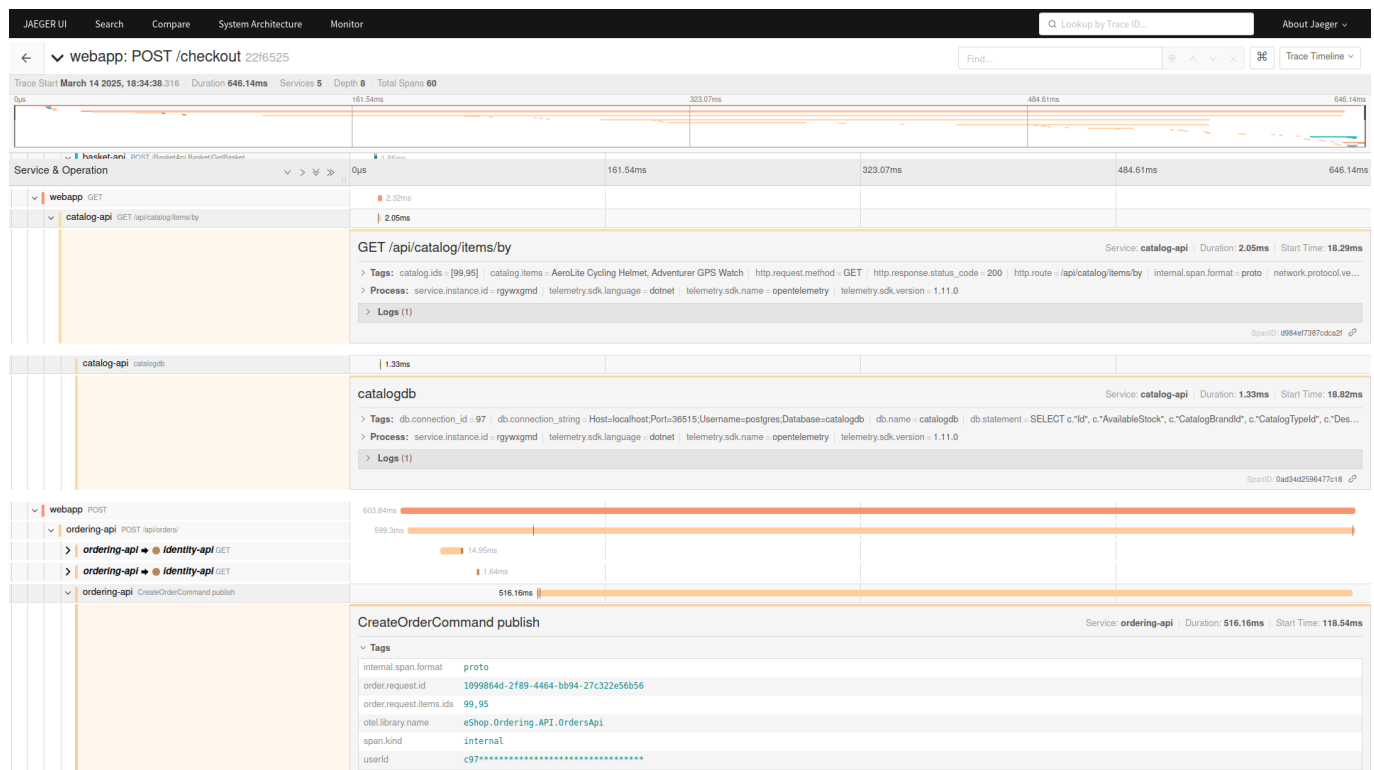 JAEGER UI Search Compare System Architecture Monitor Lookup by Trace ID... About Jaeger
webapp: POST /checkout 22f6525 Find... Trace Timeline
Trace Start March 14 2025, 18:34:38.316 Duration 646.14ms Services 5 Depth 8 Total Spans 60
0μs 161.54ms 323.07ms 484.61ms 646.14ms
basket-api POST /BasketApi.Basket/GetBasket 1.86ms
Service & Operation 0μs 161.54ms 323.07ms 484.61ms 646.14ms
webapp GET 2.32ms
catalog-api GET /api/catalog/items/by 2.05ms
GET /api/catalog/items/by Service: catalog-api Duration: 2.05ms Start Time: 18.29ms
Tags: catalog.ids = [99,95] catalog.items = AeroLite Cycling Helmet, Adventurer GPS Watch http.request.method = GET http.response.status_code = 200 http.route = /api/catalog/items/by internal.span.format = proto network.protocol.ve...
Process: service.instance.id = rgywxgmd telemetry.sdk.language = dotnet telemetry.sdk.name = opentelemetry telemetry.sdk.version = 1.11.0
Logs (1)
SpanID: d984ef7387cdca2f
catalog-api catalogdb 1.33ms
catalogdb Service: catalog-api Duration: 1.33ms Start Time: 18.82ms
Tags: db.connection_id = 97 db.connection_string = Host=localhost;Port=36515;Username=postgres;Database=catalogdb db.name = catalogdb db.statement = SELECT c."Id", c."AvailableStock", c."CatalogBrandId", c."CatalogTypeId", c."Des...
Process: service.instance.id = rgywxgmd telemetry.sdk.language = dotnet telemetry.sdk.name = opentelemetry telemetry.sdk.version = 1.11.0
Logs (1)
SpanID: 0ad34d2596477c18
webapp POST 603.84ms
ordering-api POST /api/orders/ 599.3ms
ordering-api identity-api GET 14.95ms
ordering-api identity-api GET 1.64ms
ordering-api CreateOrderCommand publish 516.16ms
CreateOrderCommand publish Service: ordering-api Duration: 516.16ms Start Time: 118.54ms
Tags
internal.span.format proto
order.request.id 1099864d-2f89-4464-bb94-27c322e56b56
order.request.items.ids 99,95
otel.library.name eShop.Ordering.API.OrdersApi
span.kind internal
userId c97*********************************